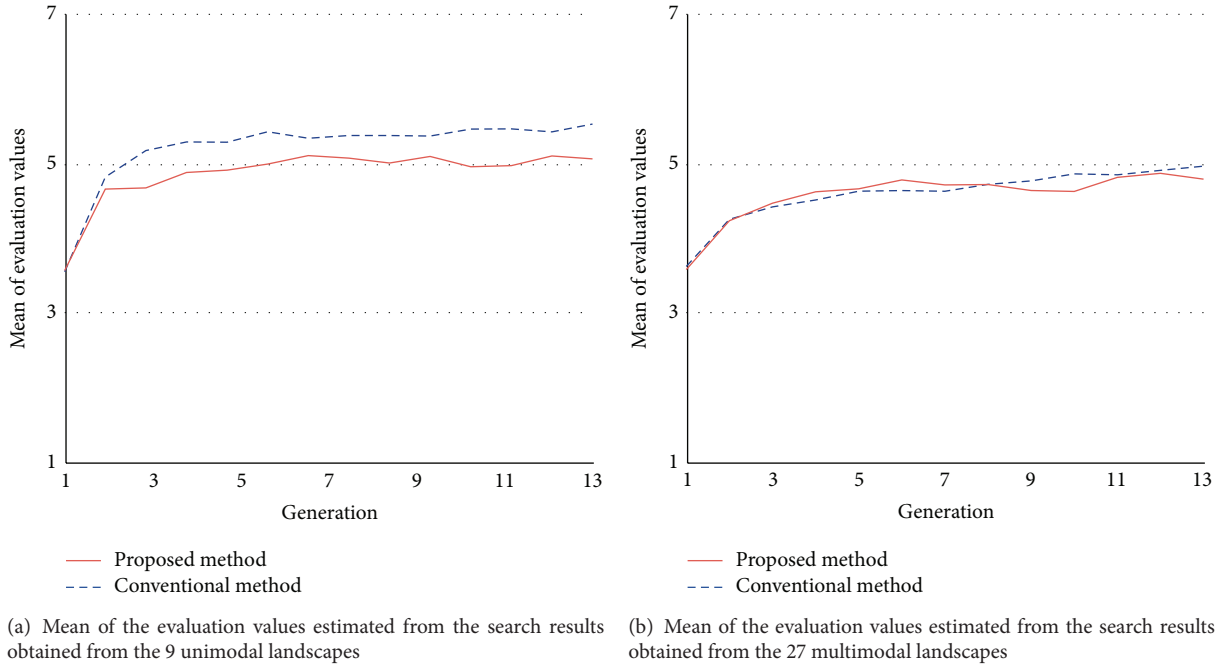 7
5
3
1
Mean of evaluation values
1 3 5 7 9 11 13
Generation
Proposed method
Conventional method
(a) Mean of the evaluation values estimated from the search results
obtained from the 9 unimodal landscapes
7
5
3
1
Mean of evaluation values
1 3 5 7 9 11 13
Generation
Proposed method
Conventional method
(b) Mean of the evaluation values estimated from the search results
obtained from the 27 multimodal landscapes